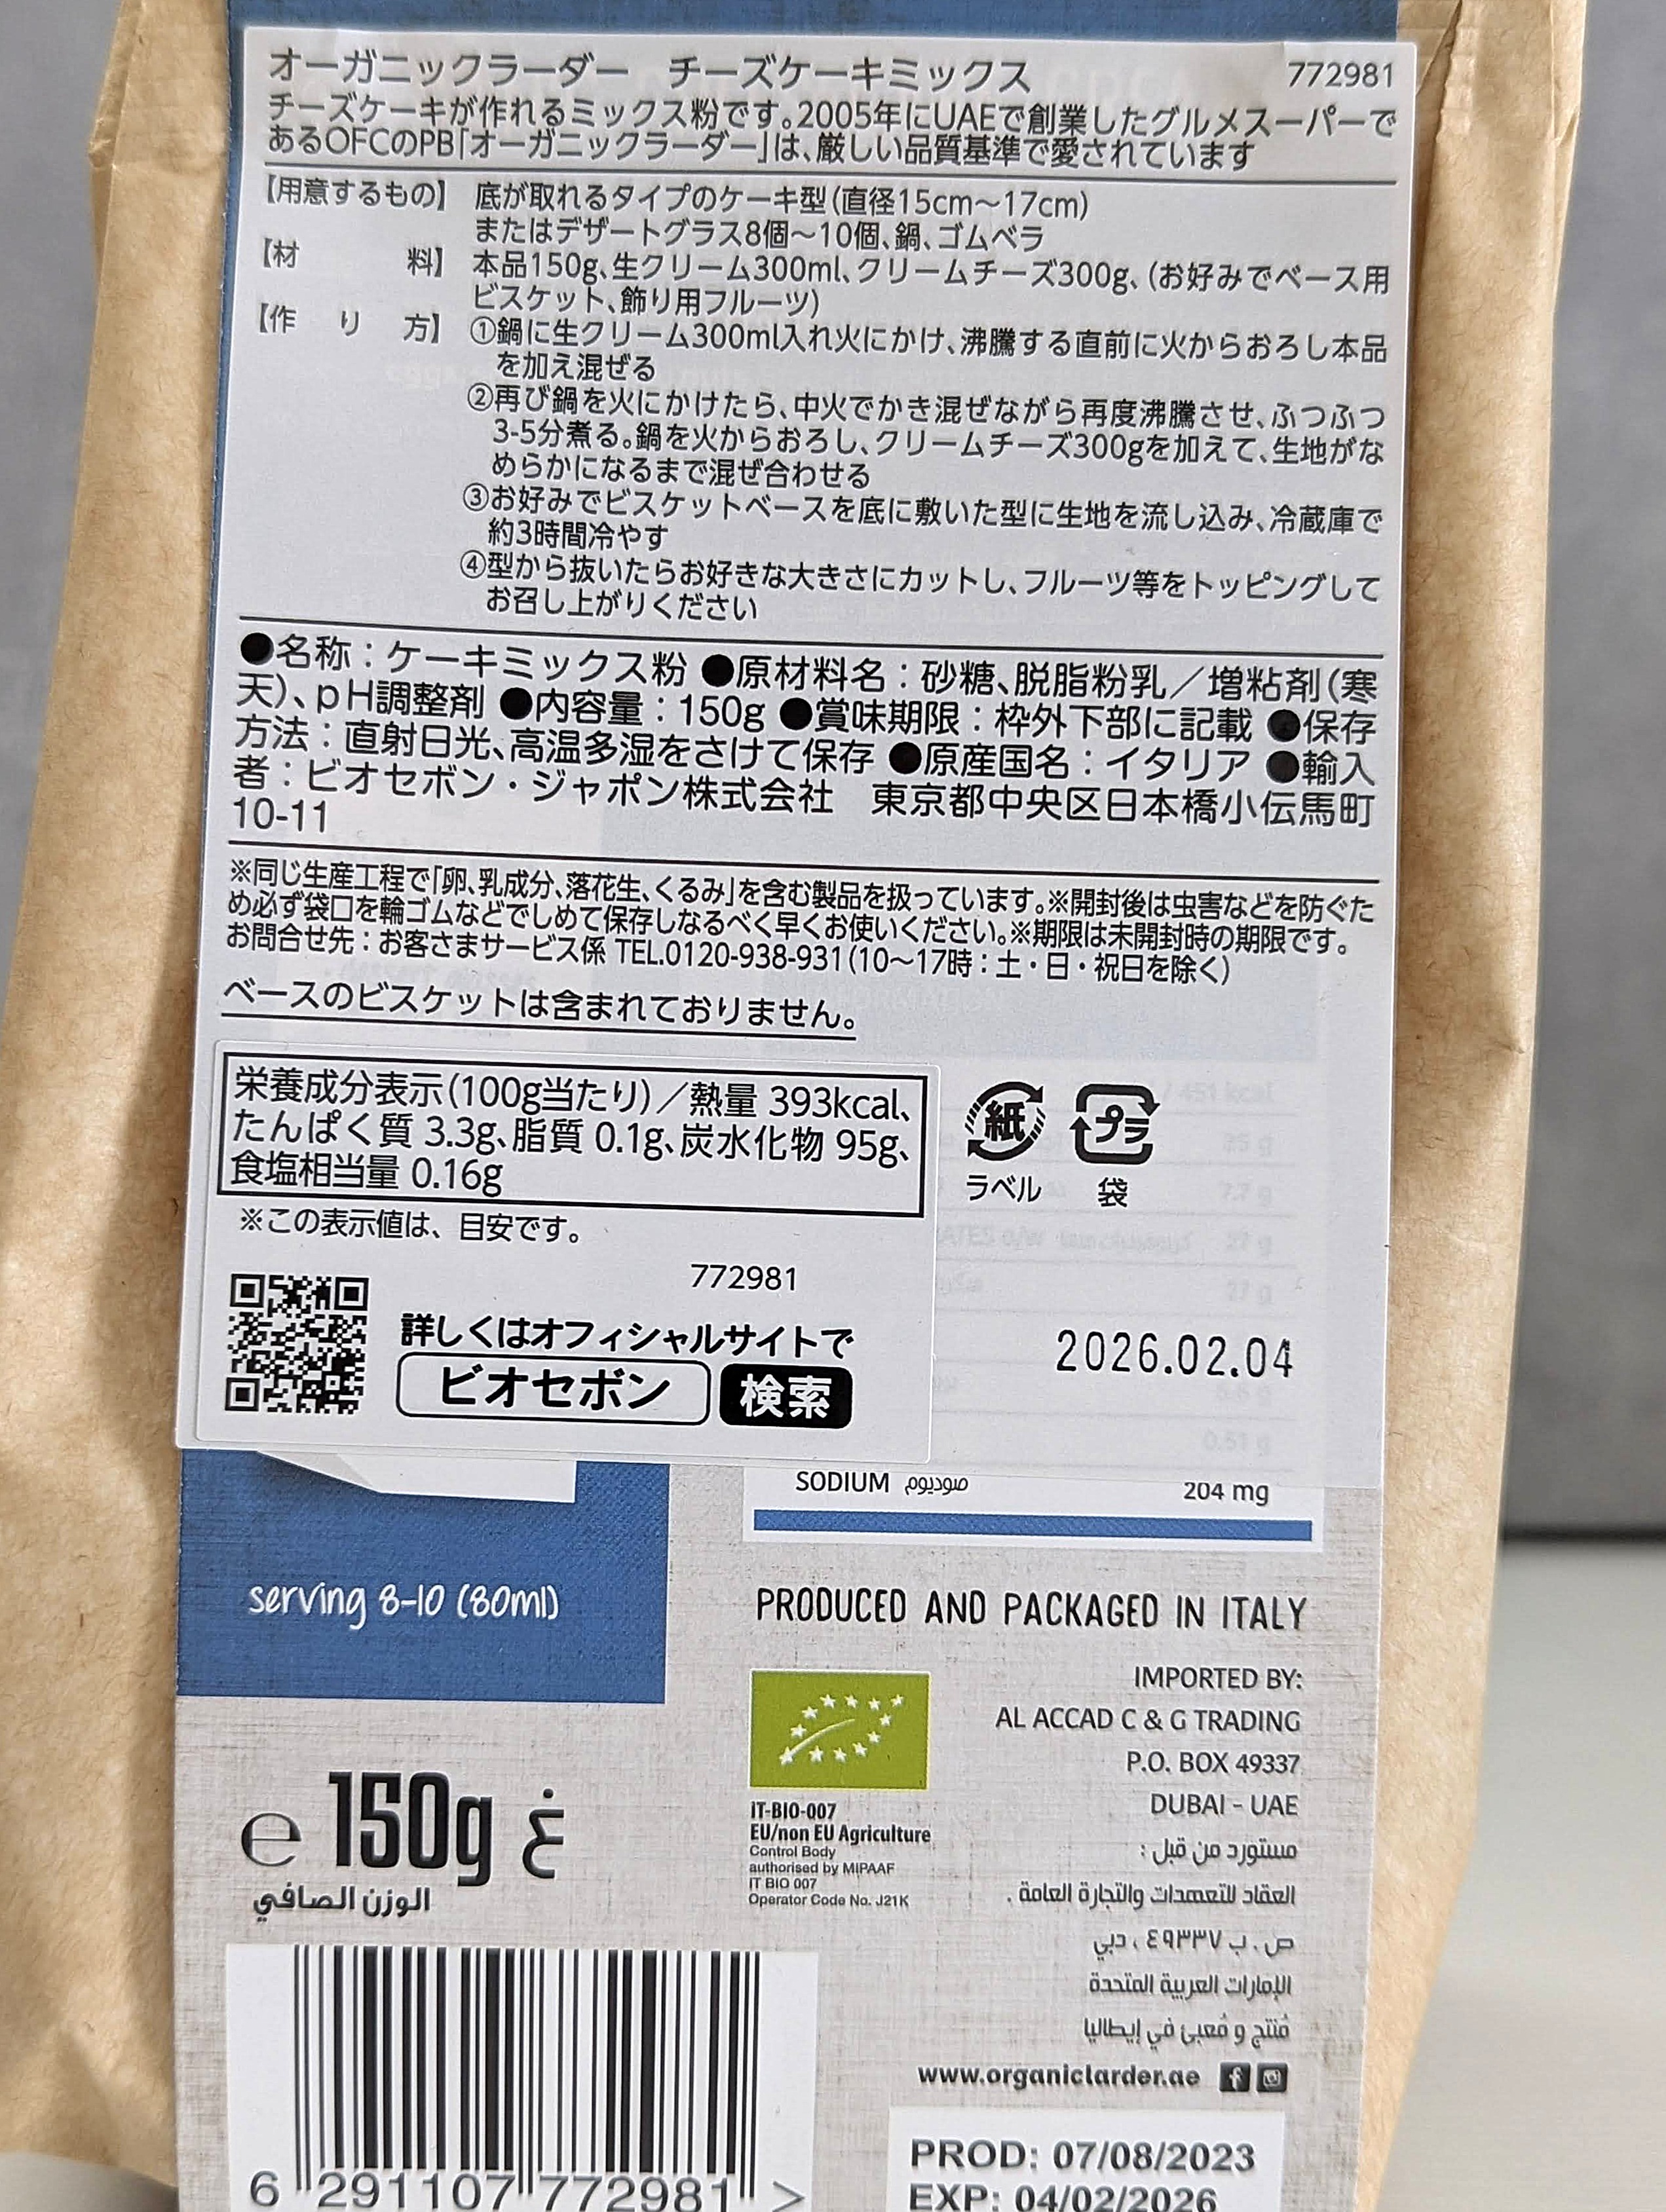 オーガニックラーダー　チーズケーキミックス　772981
チーズケーキが作れるミックス粉です。2005年にUAEで創業したグルメスーパーで
あるOFCのPB「オーガニックラーダー」は、厳しい品質基準で愛されています
【用意するもの】 底が取れるタイプのケーキ型(直径15cm〜17cm)
またはデザートグラス8個〜10個、鍋、ゴムベラ
【材　料】 本品150g、生クリーム300ml、クリームチーズ300g、(お好みでベース用
ビスケット、飾り用フルーツ)
【作り方】 ①鍋に生クリーム300ml入れ火にかけ、沸騰する直前に火からおろし本品
を加え混ぜる
②再び鍋を火にかけたら、中火でかき混ぜながら再度沸騰させ、ふつふつ
3-5分煮る。鍋を火からおろし、クリームチーズ300gを加えて、生地がな
めらかになるまで混ぜ合わせる
③お好みでビスケットベースを底に敷いた型に生地を流し込み、冷蔵庫で
約3時間冷やす
④型から抜いたらお好きな大きさにカットし、フルーツ等をトッピングして
お召し上がりください
●名称：ケーキミックス粉 ●原材料名：砂糖、脱脂粉乳／増粘剤(寒
天)、pH調整剤 ●内容量：150g ●賞味期限：枠外下部に記載 ●保存
方法：直射日光、高温多湿をさけて保存 ●原産国名：イタリア ●輸入
者：ビオセボン・ジャポン株式会社　東京都中央区日本橋小伝馬町
10-11
※同じ生産工程で「卵、乳成分、落花生、くるみ」を含む製品を扱っています。※開封後は虫害などを防ぐた
め必ず袋口を輪ゴムなどでしめて保存しなるべく早くお使いください。※期限は未開封時の期限です。
お問合せ先：お客さまサービス係 TEL.0120-938-931(10〜17時：土・日・祝日を除く)
ベースのビスケットは含まれておりません。
栄養成分表示(100g当たり)／熱量 393kcal、
たんぱく質 3.3g、脂質 0.1g、炭水化物 95g、
食塩相当量 0.16g
※この表示値は、目安です。
紙 プラ
ラベル 袋
772981
詳しくはオフィシャルサイトで
ビオセボン 検索
2026.02.04
SODIUM صوديوم 204 mg
serving 8-10 (80ml)
PRODUCED AND PACKAGED IN ITALY
IMPORTED BY:
AL ACCAD C & G TRADING
P.O. BOX 49337
DUBAI - UAE
مستورد من قبل :
العقاد للتعهدات والتجارة العامة .
ص . ب ٤٩٣٣٧ ، دبي
الإمارات العربية المتحدة
مُنتج و مُعبئ في إيطاليا
www.organiclarder.ae
IT-BIO-007
EU/non EU Agriculture
Control Body
authorised by MIPAAF
IT BIO 007
Operator Code No. J21K
e 150g غ
الوزن الصافي
6 291107 772981 >
PROD: 07/08/2023
EXP: 04/02/2026